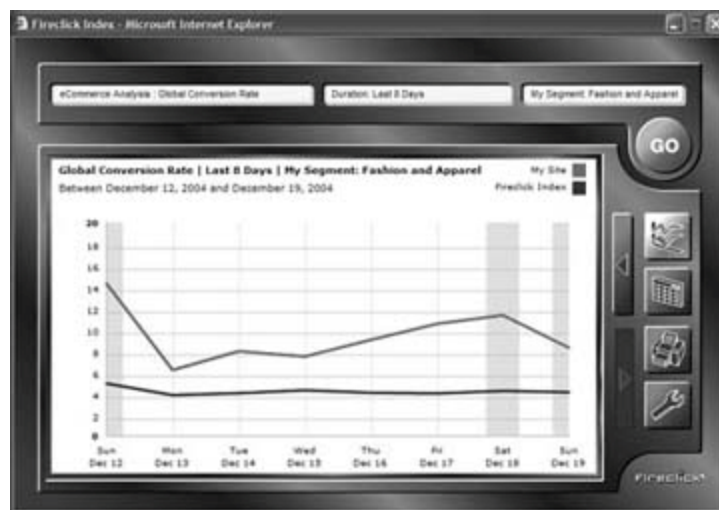 Fireclick Index - Microsoft Internet Explorer
eCommerce Analysis : Global Conversion Rate
Duration: Last 8 Days
My Segment: Fashion and Apparel
GO
Global Conversion Rate | Last 8 Days | My Segment: Fashion and Apparel
My Site
Between December 12, 2004 and December 19, 2004
Fireclick Index
20
18
16
14
12
10
8
6
4
2
0
Sun Mon Tue Wed Thu Fri Sat Sun
Dec 12 Dec 13 Dec 14 Dec 15 Dec 16 Dec 17 Dec 18 Dec 19
Fireclick